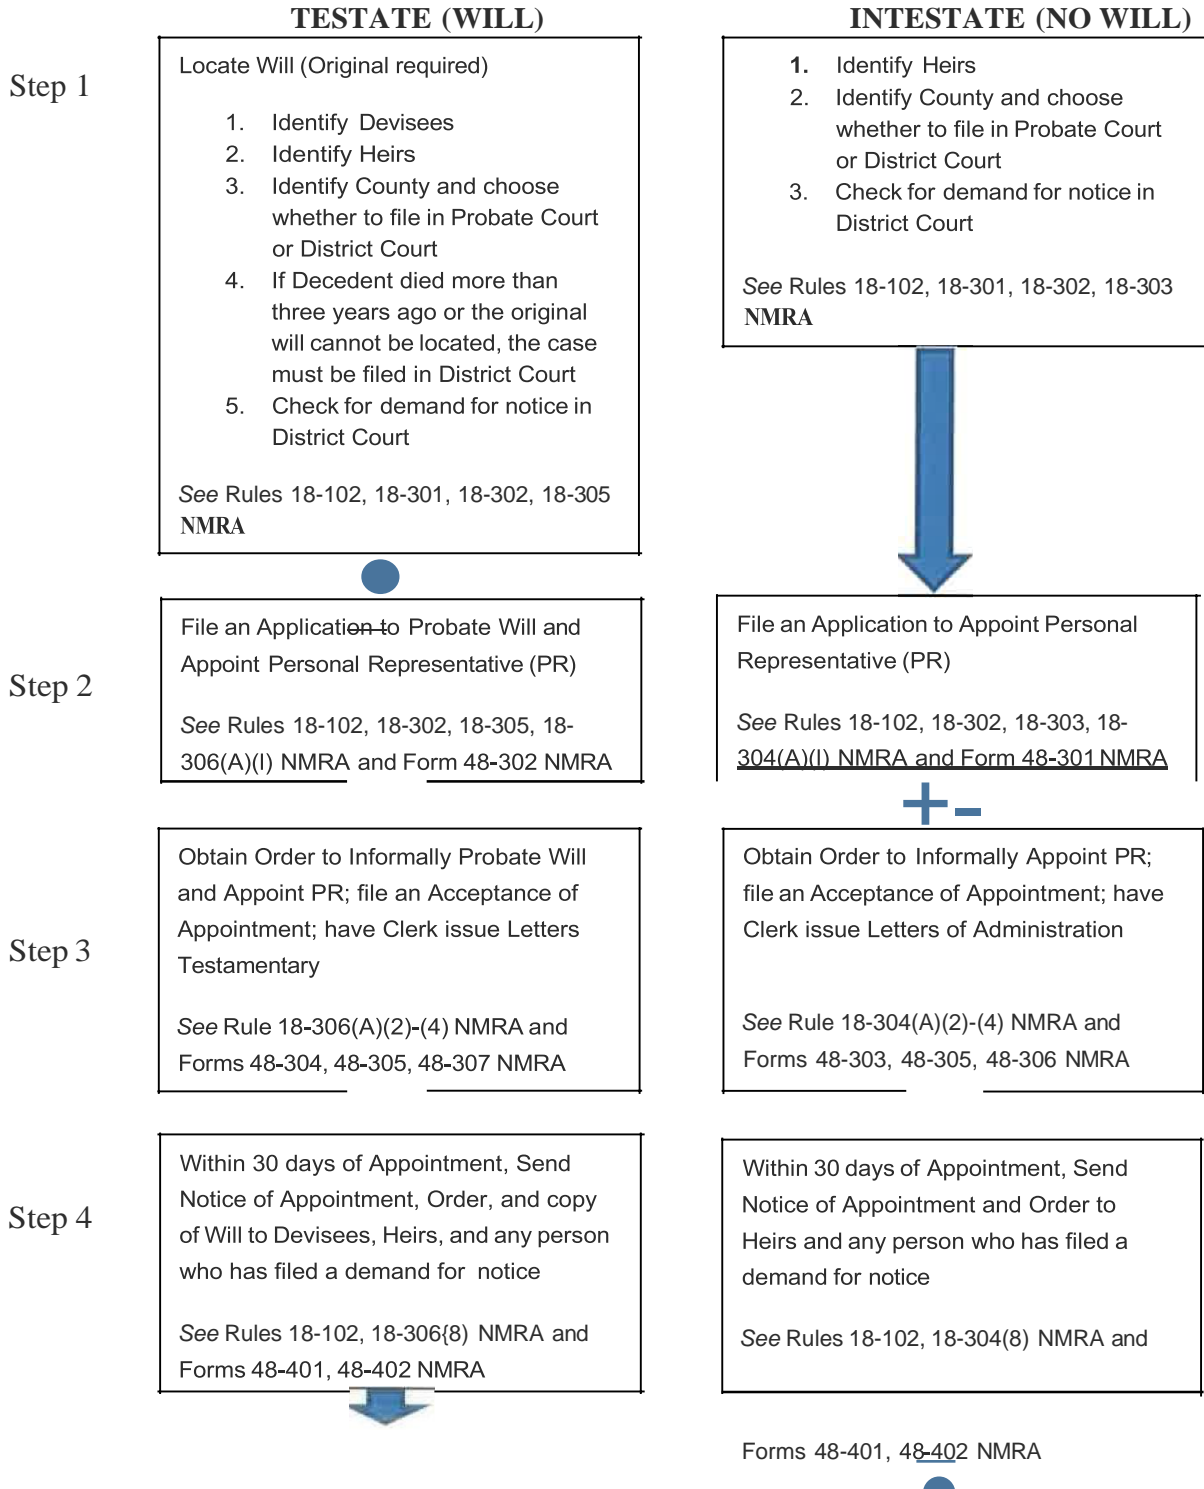 TESTATE (WILL)
INTESTATE (NO WILL)
Step 1
Locate Will (Original required)
1. Identify Devisees
2. Identify Heirs
3. Identify County and choose
whether to file in Probate Court
or District Court
4. If Decedent died more than
three years ago or the original
will cannot be located, the case
must be filed in District Court
5. Check for demand for notice in
District Court
See Rules 18-102, 18-301, 18-302, 18-305
NMRA
1. Identify Heirs
2. Identify County and choose
whether to file in Probate Court
or District Court
3. Check for demand for notice in
District Court
See Rules 18-102, 18-301, 18-302, 18-303
NMRA
Step 2
File an Application to Probate Will and
Appoint Personal Representative (PR)
See Rules 18-102, 18-302, 18-305, 18-
306(A)(I) NMRA and Form 48-302 NMRA
File an Application to Appoint Personal
Representative (PR)
See Rules 18-102, 18-302, 18-303, 18-
304(A)(I) NMRA and Form 48-301 NMRA
+-
Step 3
Obtain Order to Informally Probate Will
and Appoint PR; file an Acceptance of
Appointment; have Clerk issue Letters
Testamentary
See Rule 18-306(A)(2)-(4) NMRA and
Forms 48-304, 48-305, 48-307 NMRA
Obtain Order to Informally Appoint PR;
file an Acceptance of Appointment; have
Clerk issue Letters of Administration
See Rule 18-304(A)(2)-(4) NMRA and
Forms 48-303, 48-305, 48-306 NMRA
Step 4
Within 30 days of Appointment, Send
Notice of Appointment, Order, and copy
of Will to Devisees, Heirs, and any person
who has filed a demand for notice
See Rules 18-102, 18-306{8) NMRA and
Forms 48-401, 48-402 NMRA
Within 30 days of Appointment, Send
Notice of Appointment and Order to
Heirs and any person who has filed a
demand for notice
See Rules 18-102, 18-304(8) NMRA and
Forms 48-401, 48-402 NMRA